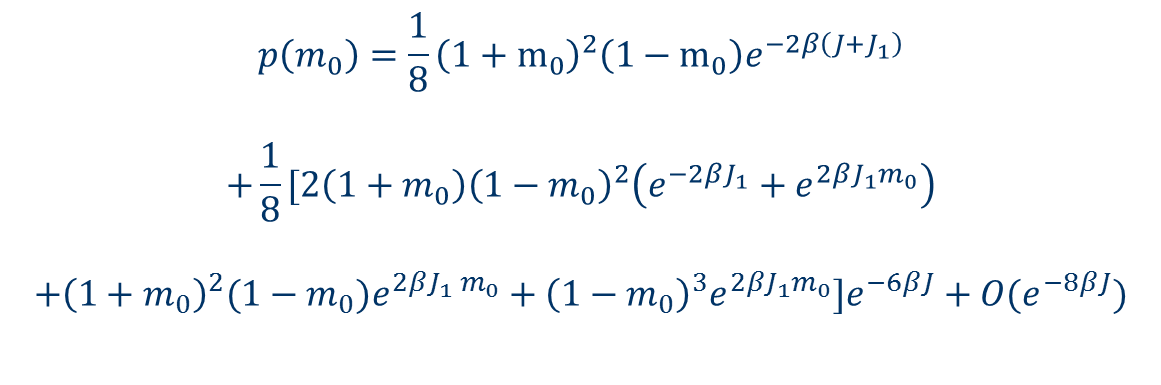 p(m₀) = 1/8 (1 + m₀)²(1 − m₀)e^{−2β(J+J₁)}
+ 1/8 [2(1 + m₀)(1 − m₀)²(e^{−2βJ₁} + e^{2βJ₁m₀})
+(1 + m₀)²(1 − m₀)e^{2βJ₁ m₀} + (1 − m₀)³e^{2βJ₁m₀}]e^{−6βJ} + O(e^{−8βJ})